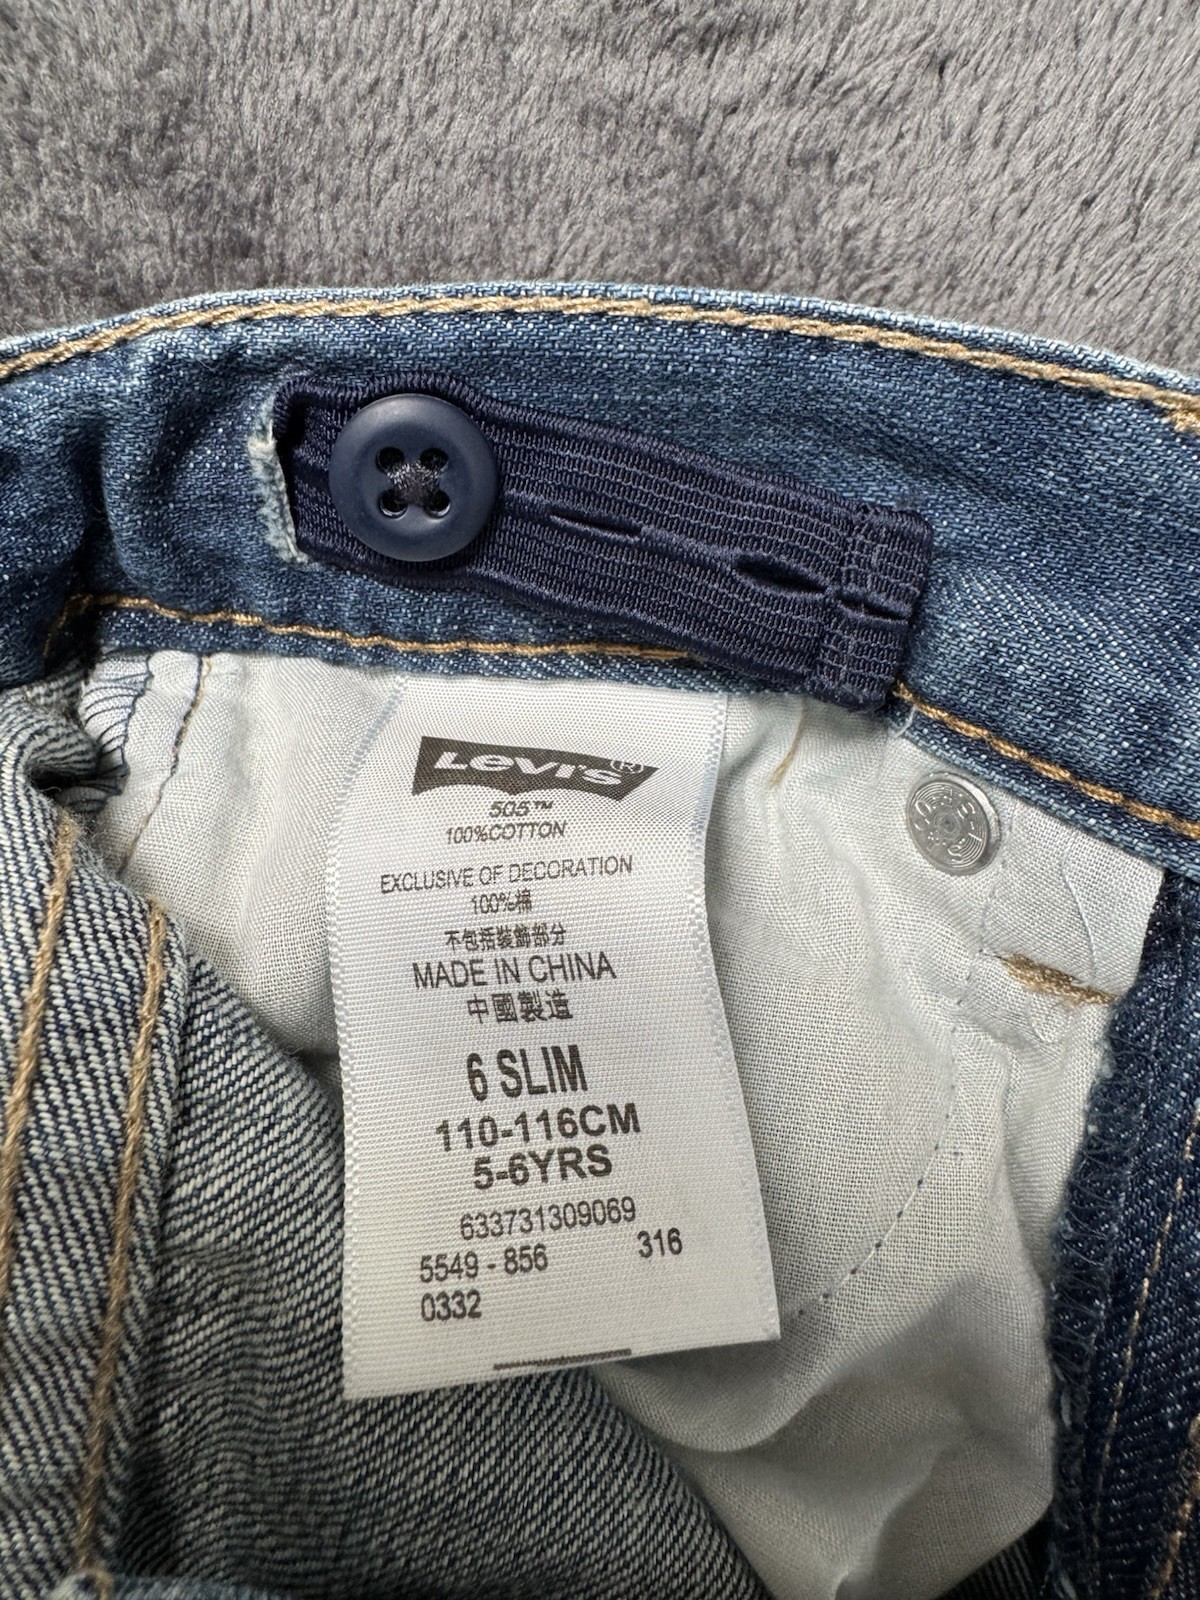 Levi's®
505™
100%COTTON
EXCLUSIVE OF DECORATION
100%棉
不包括裝飾部分
MADE IN CHINA
中國製造
6 SLIM
110-116CM
5-6YRS
633731309069
5549 - 856 316
0332